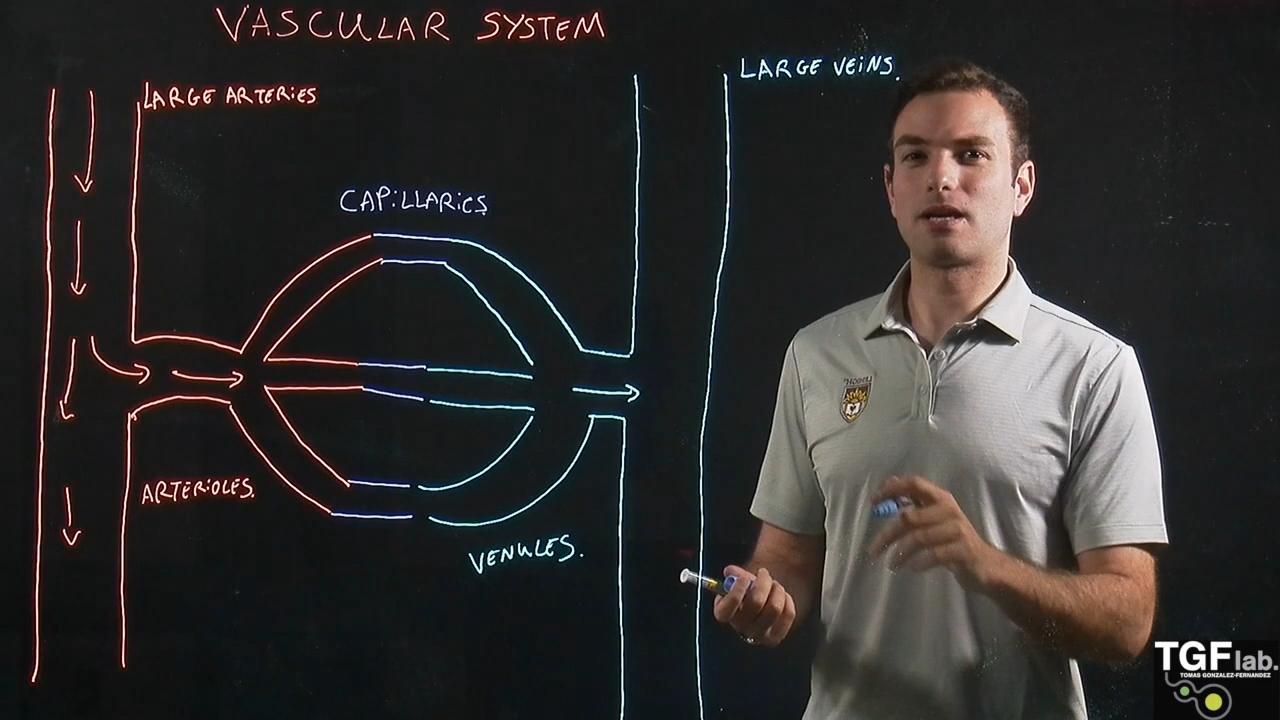 VASCULAR SYSTEM
LARGE ARTERIES
LARGE VEINS.
CAPILLARIES
ARTERIOLES.
VENULES.
TGF lab.
TOMAS GONZALEZ-FERNANDEZ